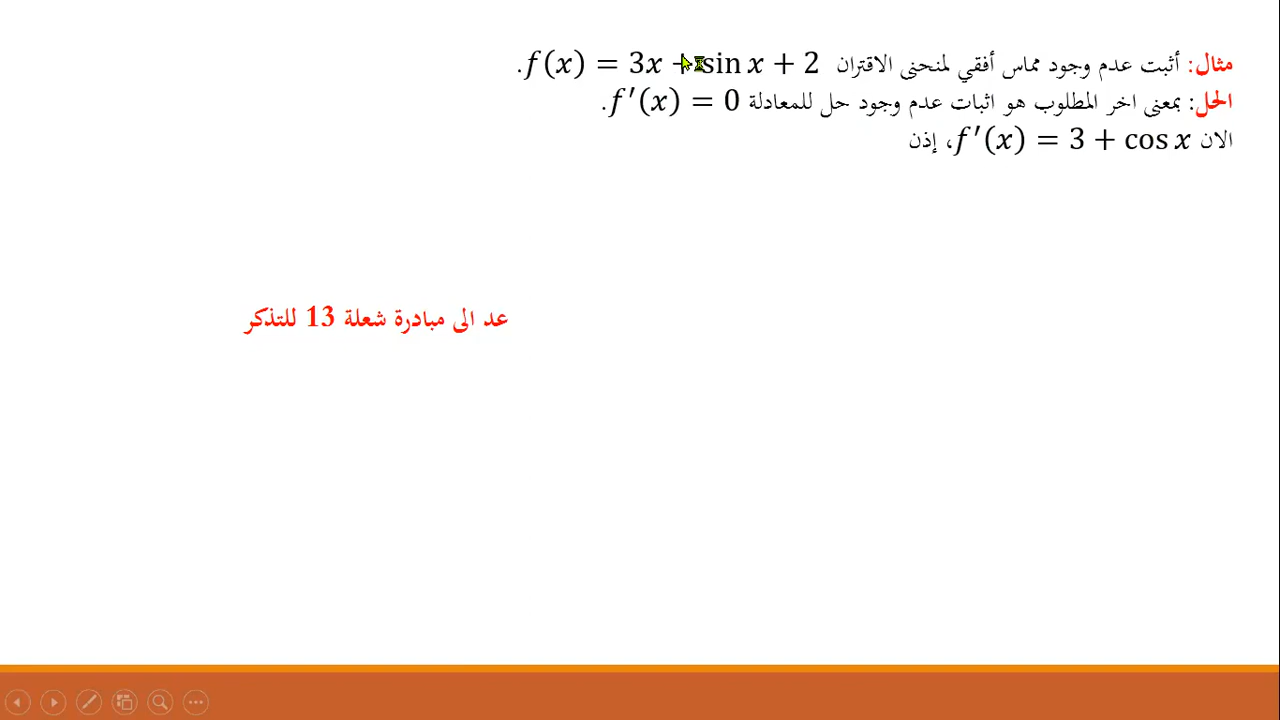 مثال: أثبت عدم وجود مماس أفقي لمنحنى الاقتران f(x) = 3x + sin x + 2.
الحل: بمعنى اخر المطلوب هو اثبات عدم وجود حل للمعادلة f′(x) = 0.
الان f′(x) = 3 + cos x، إذن
عد الى مبادرة شعلة 13 للتذكر